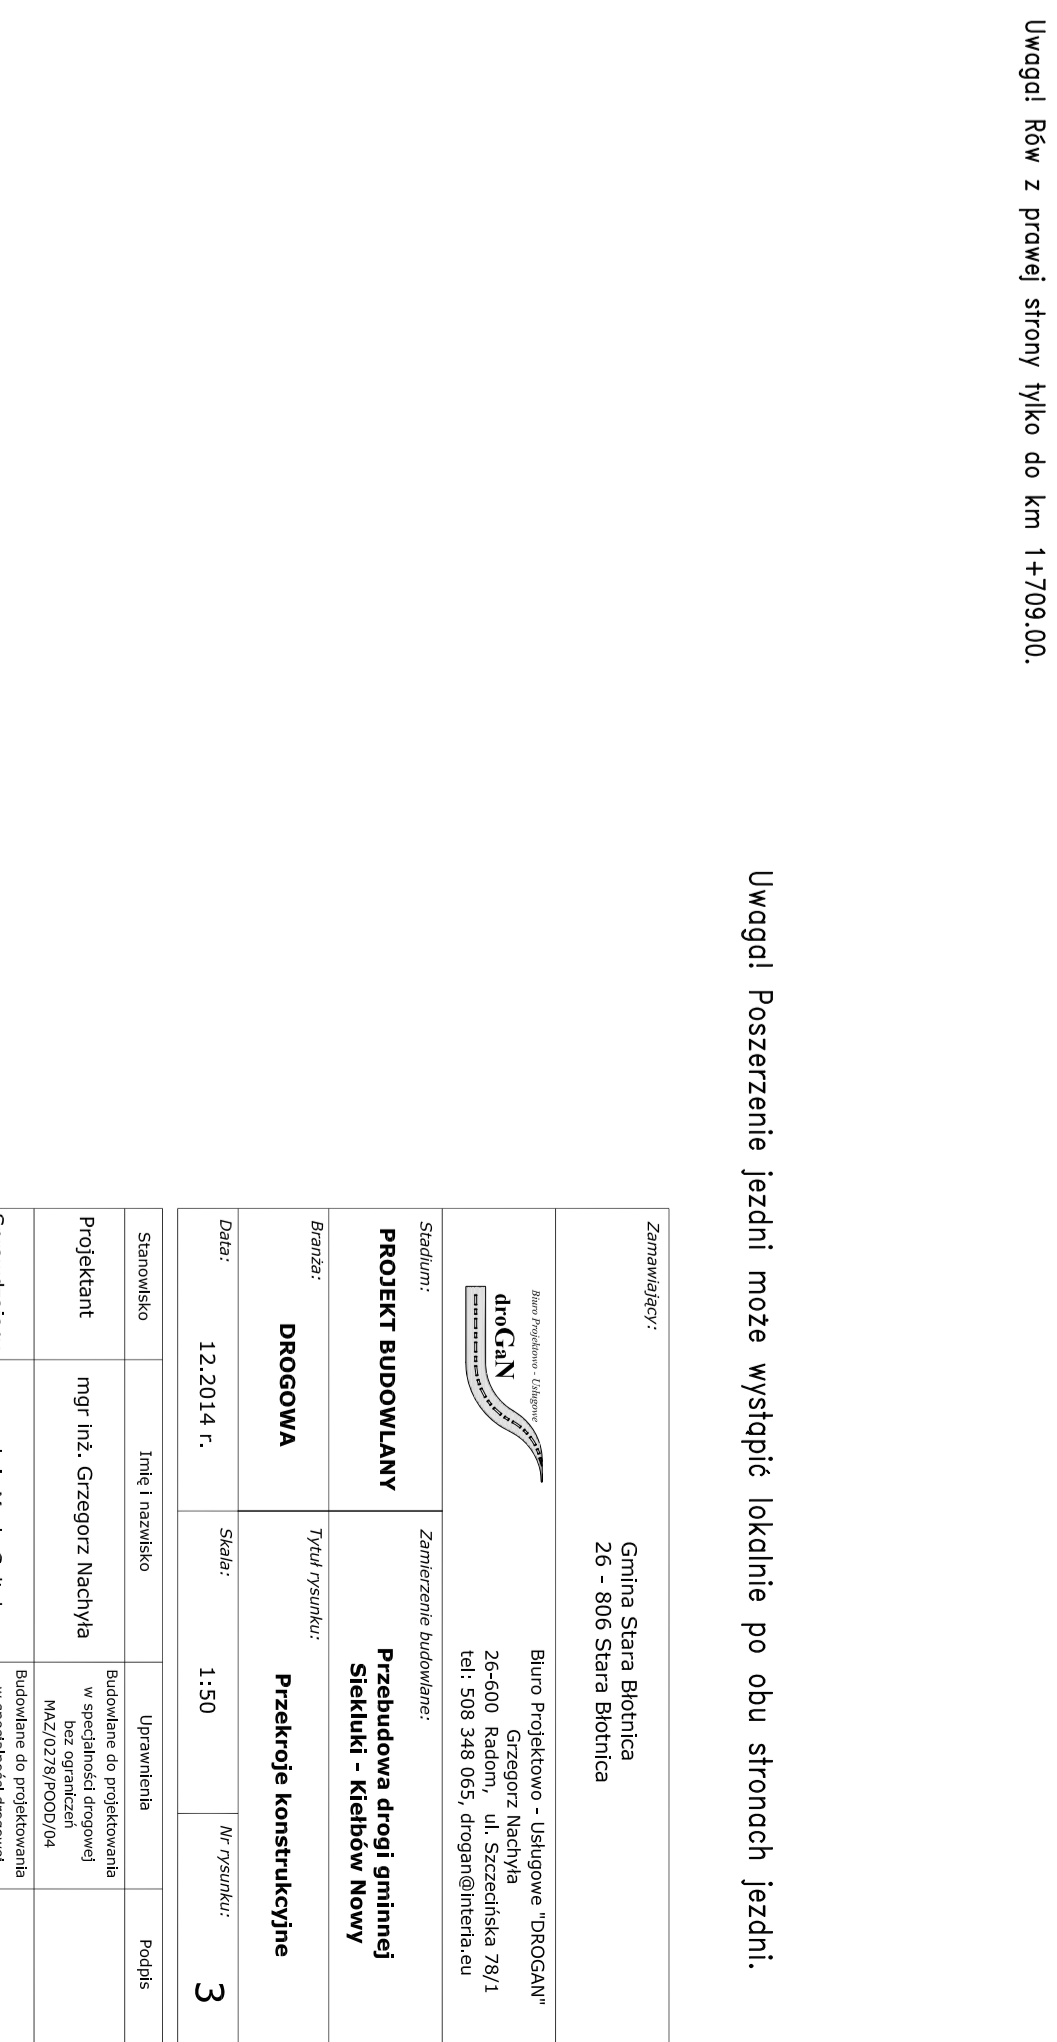 Uwaga! Rów z prawej strony tylko do km 1+709.00.
Uwaga! Poszerzenie jezdni może wystąpić lokalnie po obu stronach jezdni.
Zamawiający:
Gmina Stara Błotnica
26 - 806 Stara Błotnica
Biuro Projektowo - Usługowe
droGaN
Biuro Projektowo - Usługowe "DROGAN"
Grzegorz Nachyła
26-600 Radom, ul. Szczecińska 78/1
tel: 508 348 065, drogan@interia.eu
Stadium:
PROJEKT BUDOWLANY
Zamierzenie budowlane:
Przebudowa drogi gminnej
Siekluki - Kiełbów Nowy
Branża:
DROGOWA
Tytuł rysunku:
Przekroje konstrukcyjne
Data:
12.2014 r.
Skala:
1:50
Nr rysunku:
3
Stanowisko
Imię i nazwisko
Uprawnienia
Podpis
Projektant
mgr inż. Grzegorz Nachyła
Budowlane do projektowania
w specjalności drogowej
bez ograniczeń
MAZ/0278/POOD/04
Budowlane do projektowania
w specjalności drogowej